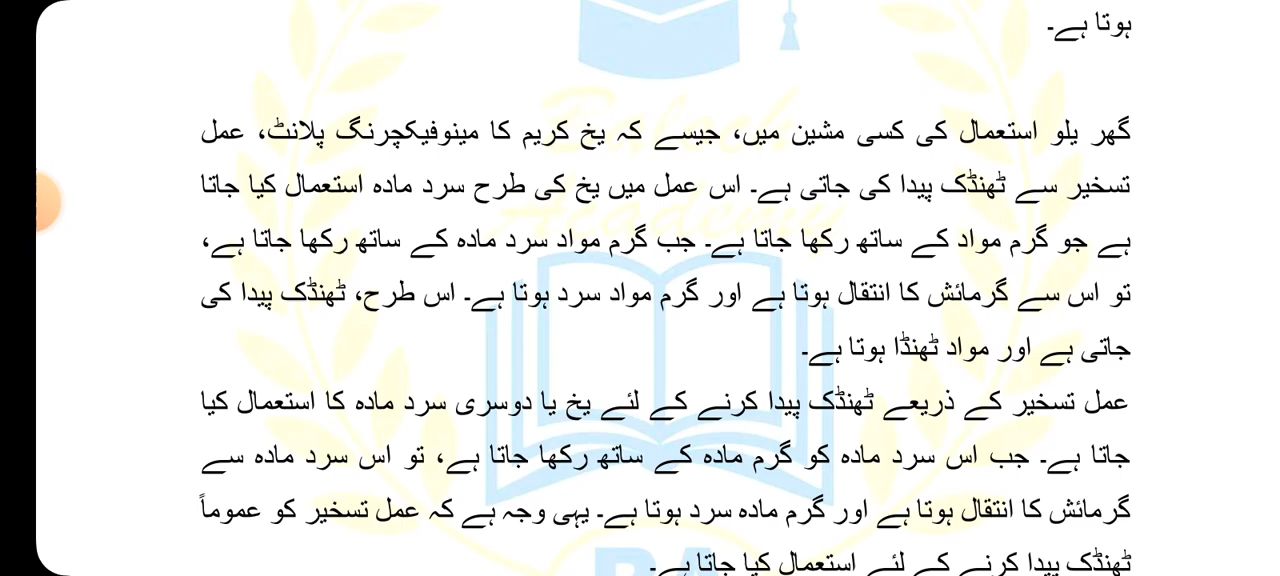 ہوتا ہے۔
گھر یلو استعمال کی کسی مشین میں، جیسے کہ یخ کریم کا مینوفیکچرنگ پلانٹ، عمل
تسخیر سے ٹھنڈک پیدا کی جاتی ہے۔ اس عمل میں یخ کی طرح سرد مادہ استعمال کیا جاتا
ہے جو گرم مواد کے ساتھ رکھا جاتا ہے۔ جب گرم مواد سرد مادہ کے ساتھ رکھا جاتا ہے،
تو اس سے گرمائش کا انتقال ہوتا ہے اور گرم مواد سرد ہوتا ہے۔ اس طرح، ٹھنڈک پیدا کی
جاتی ہے اور مواد ٹھنڈا ہوتا ہے۔
عمل تسخیر کے ذریعے ٹھنڈک پیدا کرنے کے لئے یخ یا دوسری سرد مادہ کا استعمال کیا
جاتا ہے۔ جب اس سرد مادہ کو گرم مادہ کے ساتھ رکھا جاتا ہے، تو اس سرد مادہ سے
گرمائش کا انتقال ہوتا ہے اور گرم مادہ سرد ہوتا ہے۔ یہی وجہ ہے کہ عمل تسخیر کو عموماً
ٹھنڈک پیدا کرنے کے لئے استعمال کیا جاتا ہے۔
Baloch
Academy
BA